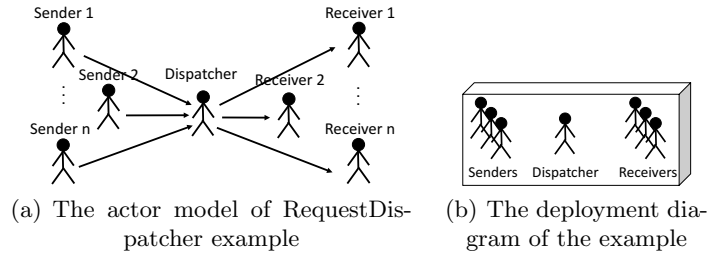 Sender 1
Receiver 1
Sender 2
Dispatcher
Receiver 2
Sender n
Receiver n
Senders
Dispatcher
Receivers
(a) The actor model of RequestDis-
patcher example
(b) The deployment dia-
gram of the example